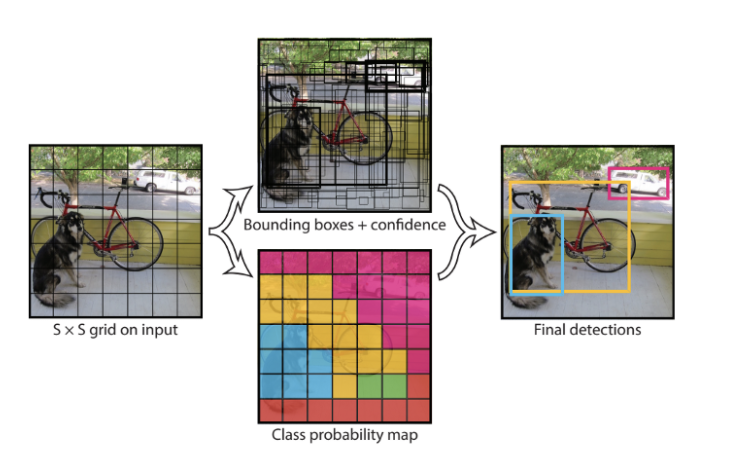 S × S grid on input
Bounding boxes + confidence
Class probability map
Final detections